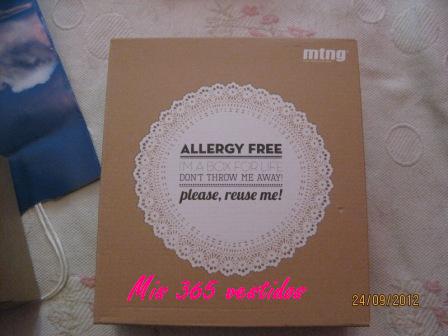 mtng
ALLERGY FREE
I'M A BOX FOR LIFE
DON'T THROW ME AWAY!
please, reuse me!
Mis 365 vestidos
24/09/2012